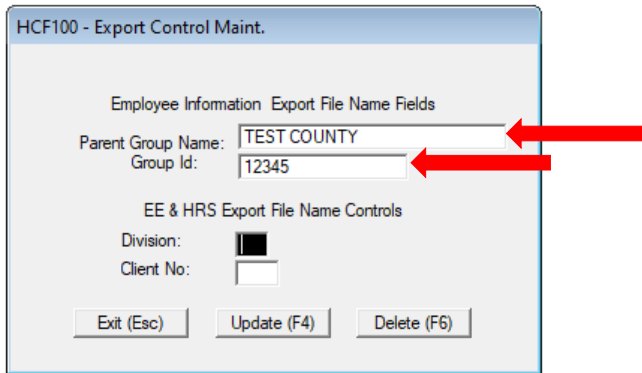 HCF100 - Export Control Maint.
Employee Information Export File Name Fields
Parent Group Name: TEST COUNTY
Group Id: 12345
EE & HRS Export File Name Controls
Division:
Client No:
Exit (Esc) Update (F4) Delete (F6)